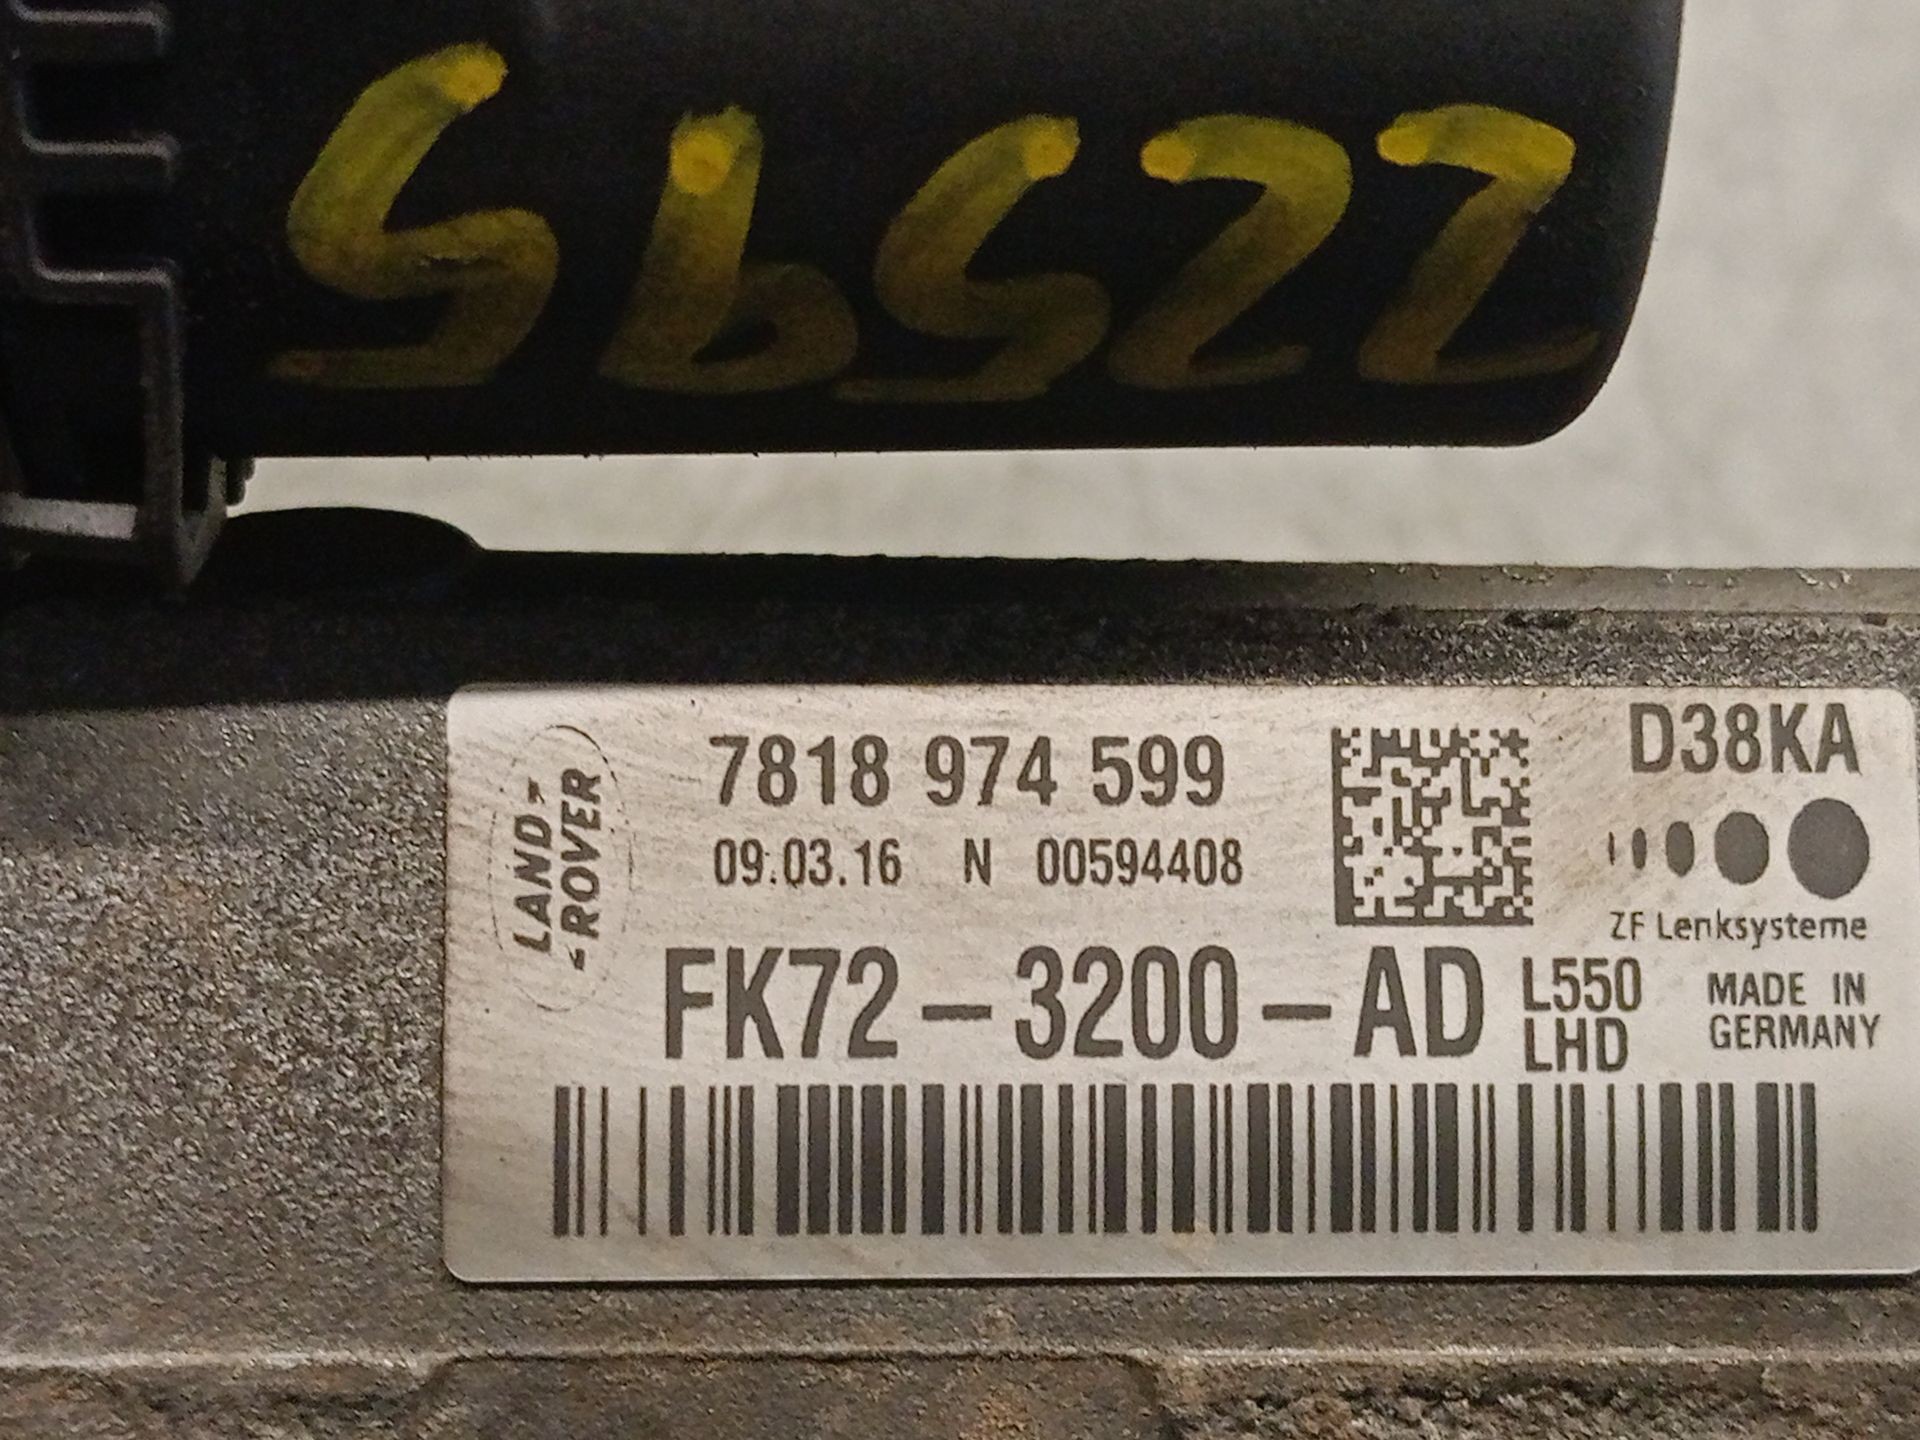 56522
LAND
ROVER
7818 974 599
D38KA
09.03.16 N 00594408
ZF Lenksysteme
FK72-3200-AD
L550
LHD
MADE IN
GERMANY